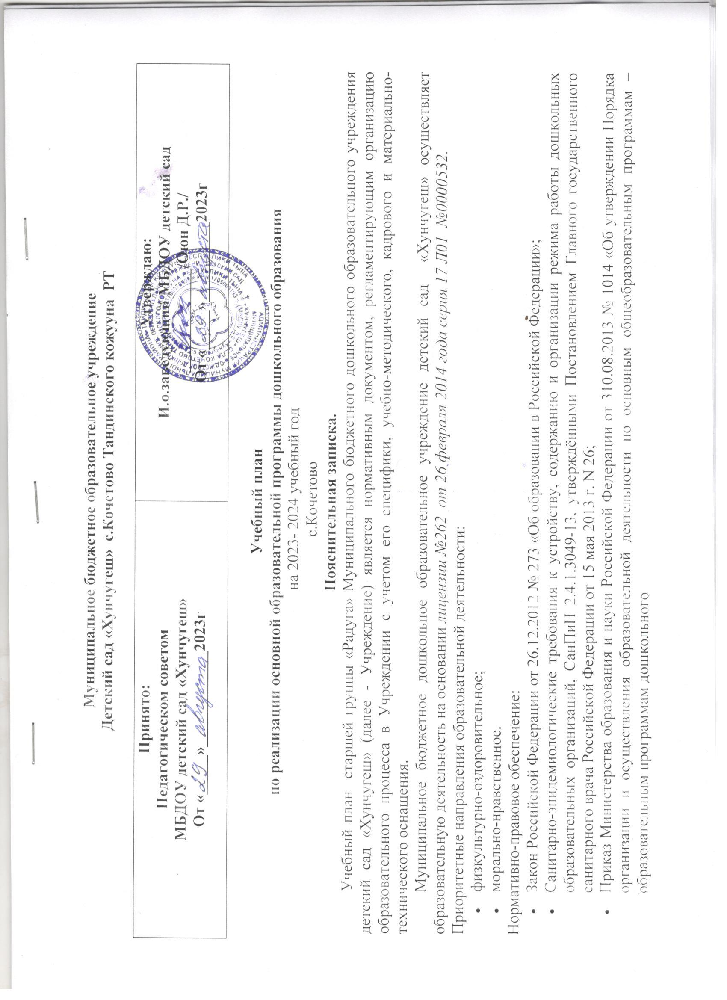 Муниципальное бюджетное образовательное учреждение
Детский сад «Хунчугеш» с.Кочетово Тандинского кожууна РТ
Принято:
Педагогическом советом
МБДОУ детский сад «Хунчугеш»
От «29» августа 2023г
Утверждаю:
И.о.заведующий МБДОУ детский сад
/Оюн Д.Р./
От «29» августа 2023г
Учебный план
по реализации основной образовательной программы дошкольного образования
на 2023- 2024 учебный год
с.Кочетово
Пояснительная записка.
Учебный план старшей группы «Радуга» Муниципального бюджетного дошкольного образовательного учреждения
детский сад «Хунчугеш» (далее - Учреждение) является нормативным документом, регламентирующим организацию
образовательного процесса в Учреждении с учетом его специфики, учебно-методического, кадрового и материально-
технического оснащения.
Муниципальное бюджетное дошкольное образовательное учреждение детский сад «Хунчугеш» осуществляет
образовательную деятельность на основании лицензии №262 от 26 февраля 2014 года серия 17 Л01 №0000532.
Приоритетные направления образовательной деятельности:
• физкультурно-оздоровительное;
• морально-нравственное.
Нормативно-правовое обеспечение:
• Закон Российской Федерации от 26.12.2012 № 273 «Об образовании в Российской Федерации»;
• Санитарно-эпидемиологические требования к устройству, содержанию и организации режима работы дошкольных
образовательных организаций, СанПиН 2.4.1.3049-13. утверждёнными Постановлением Главного государственного
санитарного врача Российской Федерации от 15 мая 2013 г. N 26;
• Приказ Министерства образования и науки Российской Федерации от 310.08.2013 № 1014 «Об утверждении Порядка
организации и осуществления образовательной деятельности по основным общеобразовательным программам –
образовательным программам дошкольного